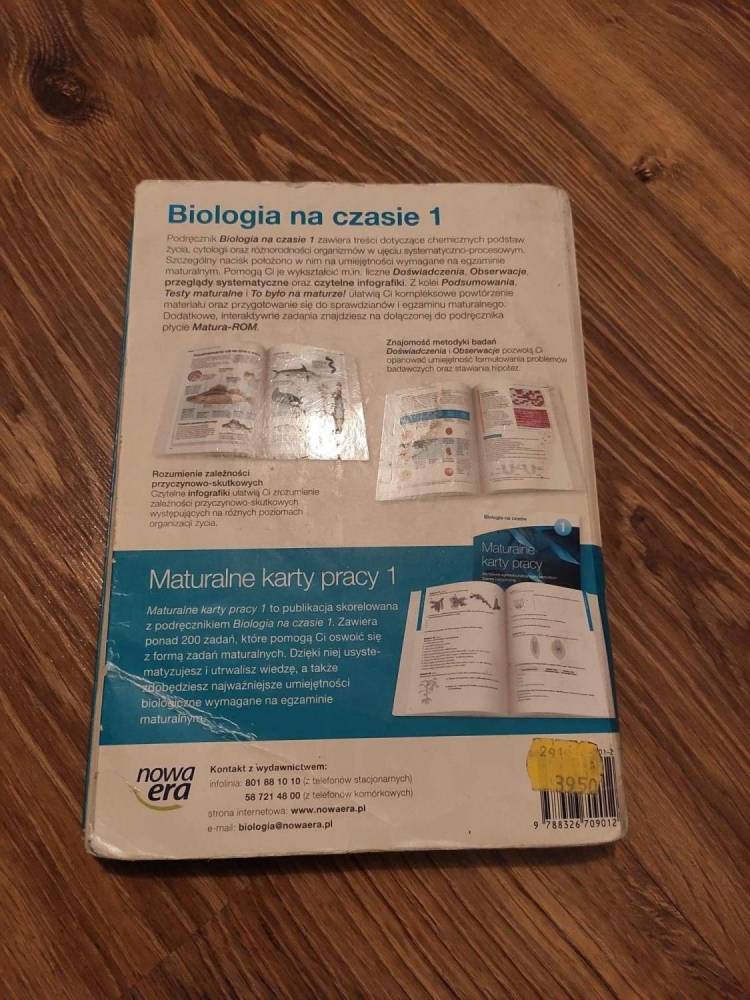 Biologia na czasie 1
Podręcznik Biologia na czasie 1 zawiera treści dotyczące chemicznych podstaw
życia, cytologii oraz różnorodności organizmów w ujęciu systematyczno-procesowym.
Szczególny nacisk położono w nim na umiejętności wymagane na egzaminie
maturalnym. Pomogą Ci je wykształcić m.in. liczne Doświadczenia, Obserwacje,
przeglądy systematyczne oraz czytelne infografiki. Z kolei Podsumowania,
Testy maturalne i To było na maturze! ułatwią Ci kompleksowe powtórzenie
materiału oraz przygotowanie się do sprawdzianów i egzaminu maturalnego.
Dodatkowe, interaktywne zadania znajdziesz na dołączonej do podręcznika
płycie Matura-ROM.
Znajomość metodyki badań
Doświadczenia i Obserwacje pozwolą Ci
opanować umiejętność formułowania problemów
badawczych oraz stawiania hipotez.
Rozumienie zależności
przyczynowo-skutkowych
Czytelne infografiki ułatwią Ci zrozumienie
zależności przyczynowo-skutkowych
występujących na różnych poziomach
organizacji życia.
Biologia na czasie
1
Maturalne
karty pracy
Maturalne karty pracy 1
Maturalne karty pracy 1 to publikacja skorelowana
z podręcznikiem Biologia na czasie 1. Zawiera
ponad 200 zadań, które pomogą Ci oswoić się
z formą zadań maturalnych. Dzięki niej usyste-
matyzujesz i utrwalisz wiedzę, a także
zdobędziesz najważniejsze umiejętności
biologiczne wymagane na egzaminie
maturalnym.
nowa
era
Kontakt z wydawnictwem:
infolinia: 801 88 10 10 (z telefonów stacjonarnych)
58 721 48 00 (z telefonów komórkowych)
strona internetowa: www.nowaera.pl
e-mail: biologia@nowaera.pl
3950
9 788326 709012